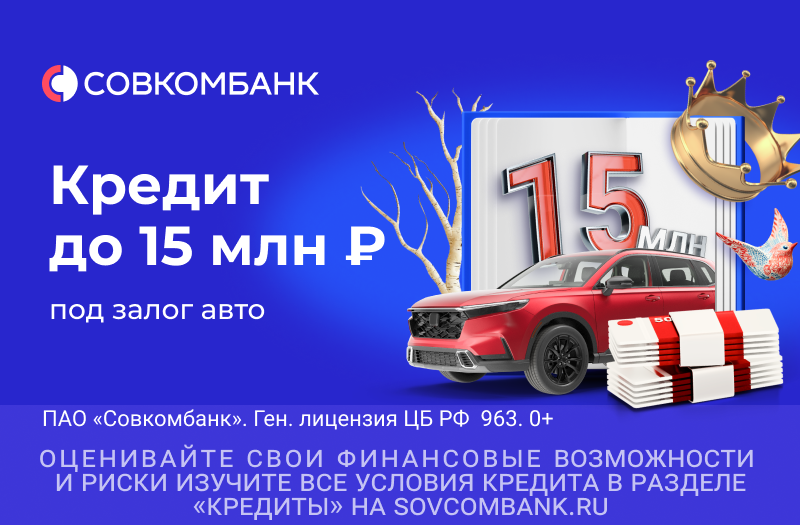 СОВКОМБАНК
Кредит
до 15 млн ₽
под залог авто
15
МЛН
ПАО «Совкомбанк». Ген. лицензия ЦБ РФ 963. 0+
ОЦЕНИВАЙТЕ СВОИ ФИНАНСОВЫЕ ВОЗМОЖНОСТИ
И РИСКИ ИЗУЧИТЕ ВСЕ УСЛОВИЯ КРЕДИТА В РАЗДЕЛЕ
«КРЕДИТЫ» НА SOVCOMBANK.RU